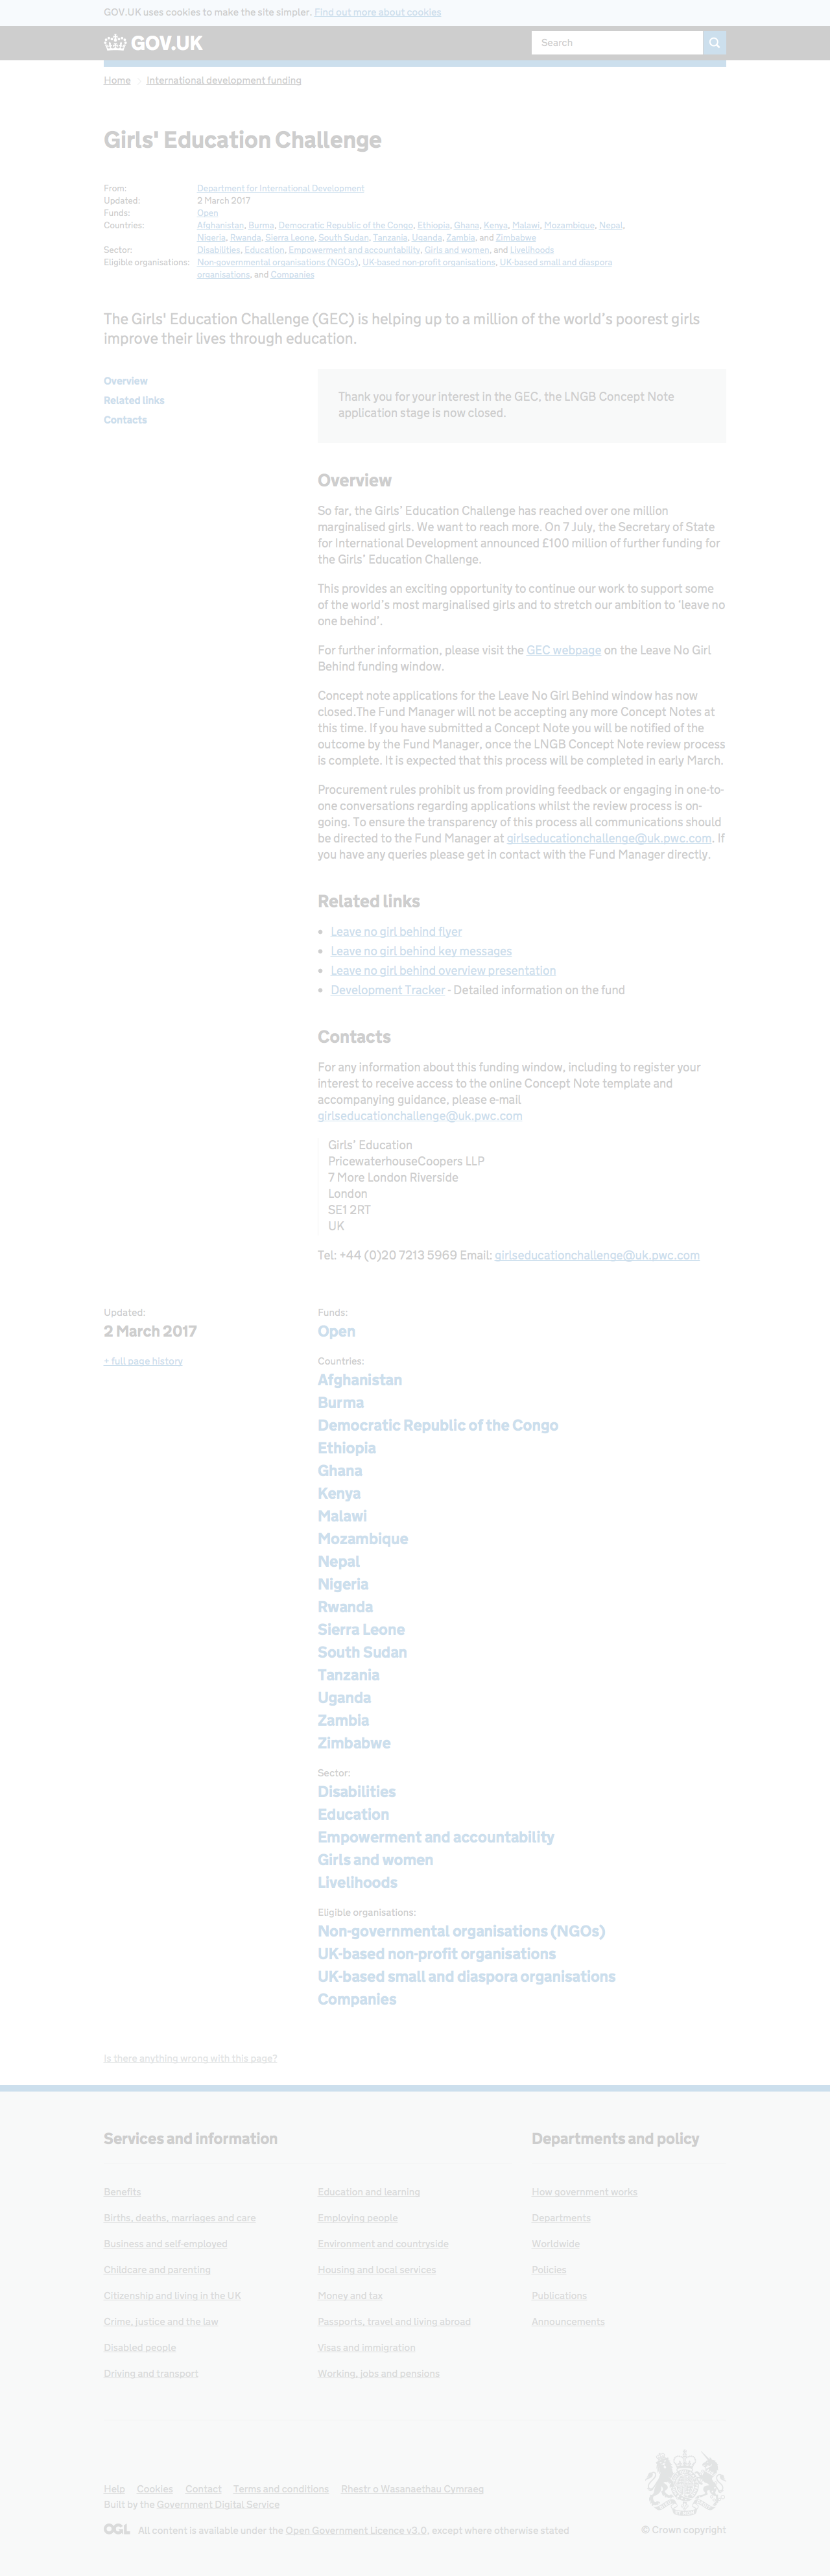 GOV.UK uses cookies to make the site simpler. Find out more about cookies
GOV.UK
Search
Home
International development funding
Girls' Education Challenge
From: Department for International Development
Updated: 2 March 2017
Funds: Open
Countries: Afghanistan, Burma, Democratic Republic of the Congo, Ethiopia, Ghana, Kenya, Malawi, Mozambique, Nepal,
Nigeria, Rwanda, Sierra Leone, South Sudan, Tanzania, Uganda, Zambia, and Zimbabwe
Sector: Disabilities, Education, Empowerment and accountability, Girls and women, and Livelihoods
Eligible organisations: Non-governmental organisations (NGOs), UK-based non-profit organisations, UK-based small and diaspora
organisations, and Companies
The Girls' Education Challenge (GEC) is helping up to a million of the world's poorest girls
improve their lives through education.
Overview
Related links
Contacts
Thank you for your interest in the GEC, the LNGB Concept Note
application stage is now closed.
Overview
So far, the Girls' Education Challenge has reached over one million
marginalised girls. We want to reach more. On 7 July, the Secretary of State
for International Development announced £100 million of further funding for
the Girls' Education Challenge.
This provides an exciting opportunity to continue our work to support some
of the world's most marginalised girls and to stretch our ambition to 'leave no
one behind'.
For further information, please visit the GEC webpage on the Leave No Girl
Behind funding window.
Concept note applications for the Leave No Girl Behind window has now
closed.The Fund Manager will not be accepting any more Concept Notes at
this time. If you have submitted a Concept Note you will be notified of the
outcome by the Fund Manager, once the LNGB Concept Note review process
is complete. It is expected that this process will be completed in early March.
Procurement rules prohibit us from providing feedback or engaging in one-to-
one conversations regarding applications whilst the review process is on-
going. To ensure the transparency of this process all communications should
be directed to the Fund Manager at girlseducationchallenge@uk.pwc.com. If
you have any queries please get in contact with the Fund Manager directly.
Related links
Leave no girl behind flyer
Leave no girl behind key messages
Leave no girl behind overview presentation
Development Tracker - Detailed information on the fund
Contacts
For any information about this funding window, including to register your
interest to receive access to the online Concept Note template and
accompanying guidance, please e-mail
girlseducationchallenge@uk.pwc.com
Girls' Education
PricewaterhouseCoopers LLP
7 More London Riverside
London
SE1 2RT
UK
Tel: +44 (0)20 7213 5969 Email: girlseducationchallenge@uk.pwc.com
Updated:
2 March 2017
+ full page history
Funds:
Open
Countries:
Afghanistan
Burma
Democratic Republic of the Congo
Ethiopia
Ghana
Kenya
Malawi
Mozambique
Nepal
Nigeria
Rwanda
Sierra Leone
South Sudan
Tanzania
Uganda
Zambia
Zimbabwe
Sector:
Disabilities
Education
Empowerment and accountability
Girls and women
Livelihoods
Eligible organisations:
Non-governmental organisations (NGOs)
UK-based non-profit organisations
UK-based small and diaspora organisations
Companies
Is there anything wrong with this page?
Services and information
Benefits
Births, deaths, marriages and care
Business and self-employed
Childcare and parenting
Citizenship and living in the UK
Crime, justice and the law
Disabled people
Driving and transport
Education and learning
Employing people
Environment and countryside
Housing and local services
Money and tax
Passports, travel and living abroad
Visas and immigration
Working, jobs and pensions
Departments and policy
How government works
Departments
Worldwide
Policies
Publications
Announcements
Help Cookies Contact Terms and conditions Rhestr o Wasanaethau Cymraeg
Built by the Government Digital Service
OGL All content is available under the Open Government Licence v3.0, except where otherwise stated
© Crown copyright